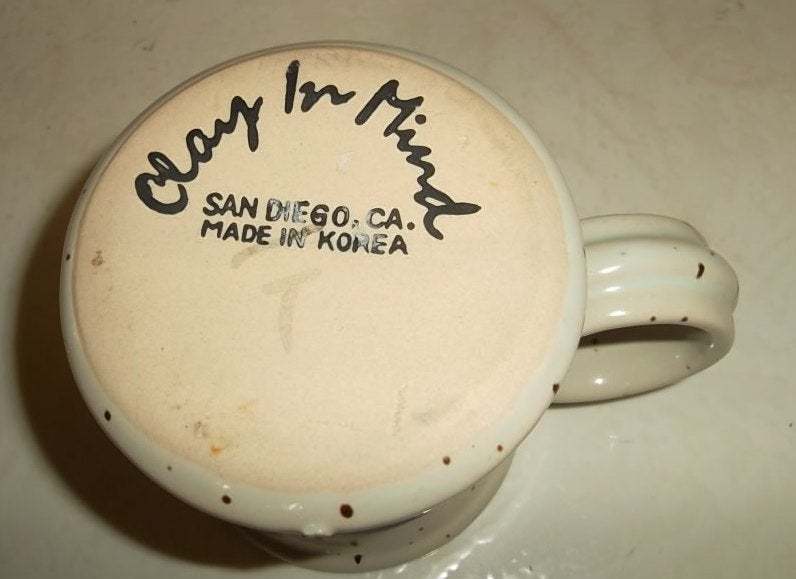 Clay In Mind
SAN DIEGO, CA.
MADE IN KOREA